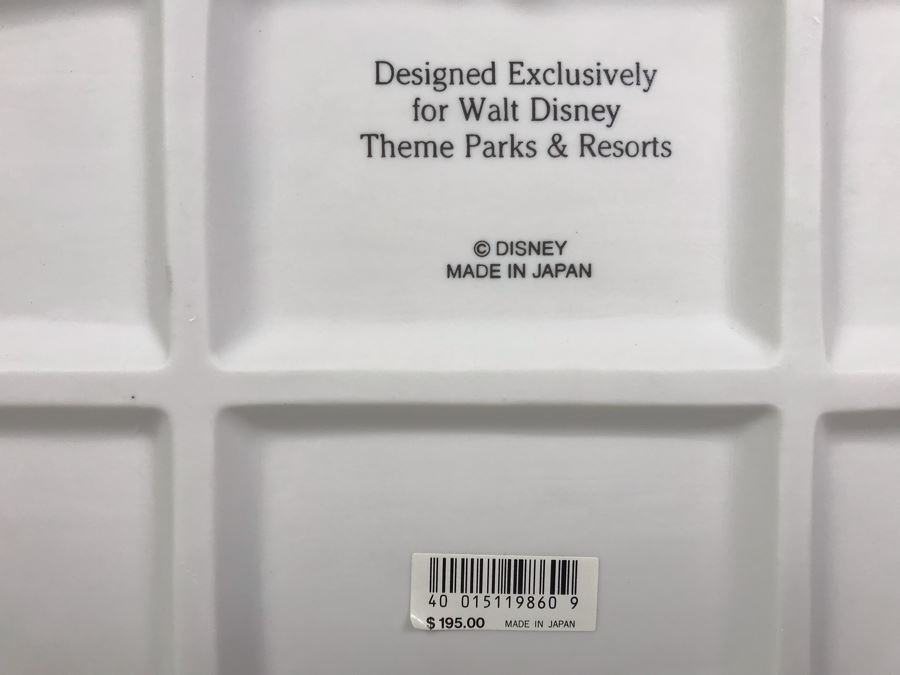 Designed Exclusively
for Walt Disney
Theme Parks & Resorts
© DISNEY
MADE IN JAPAN
40 015119860 9
$195.00 MADE IN JAPAN